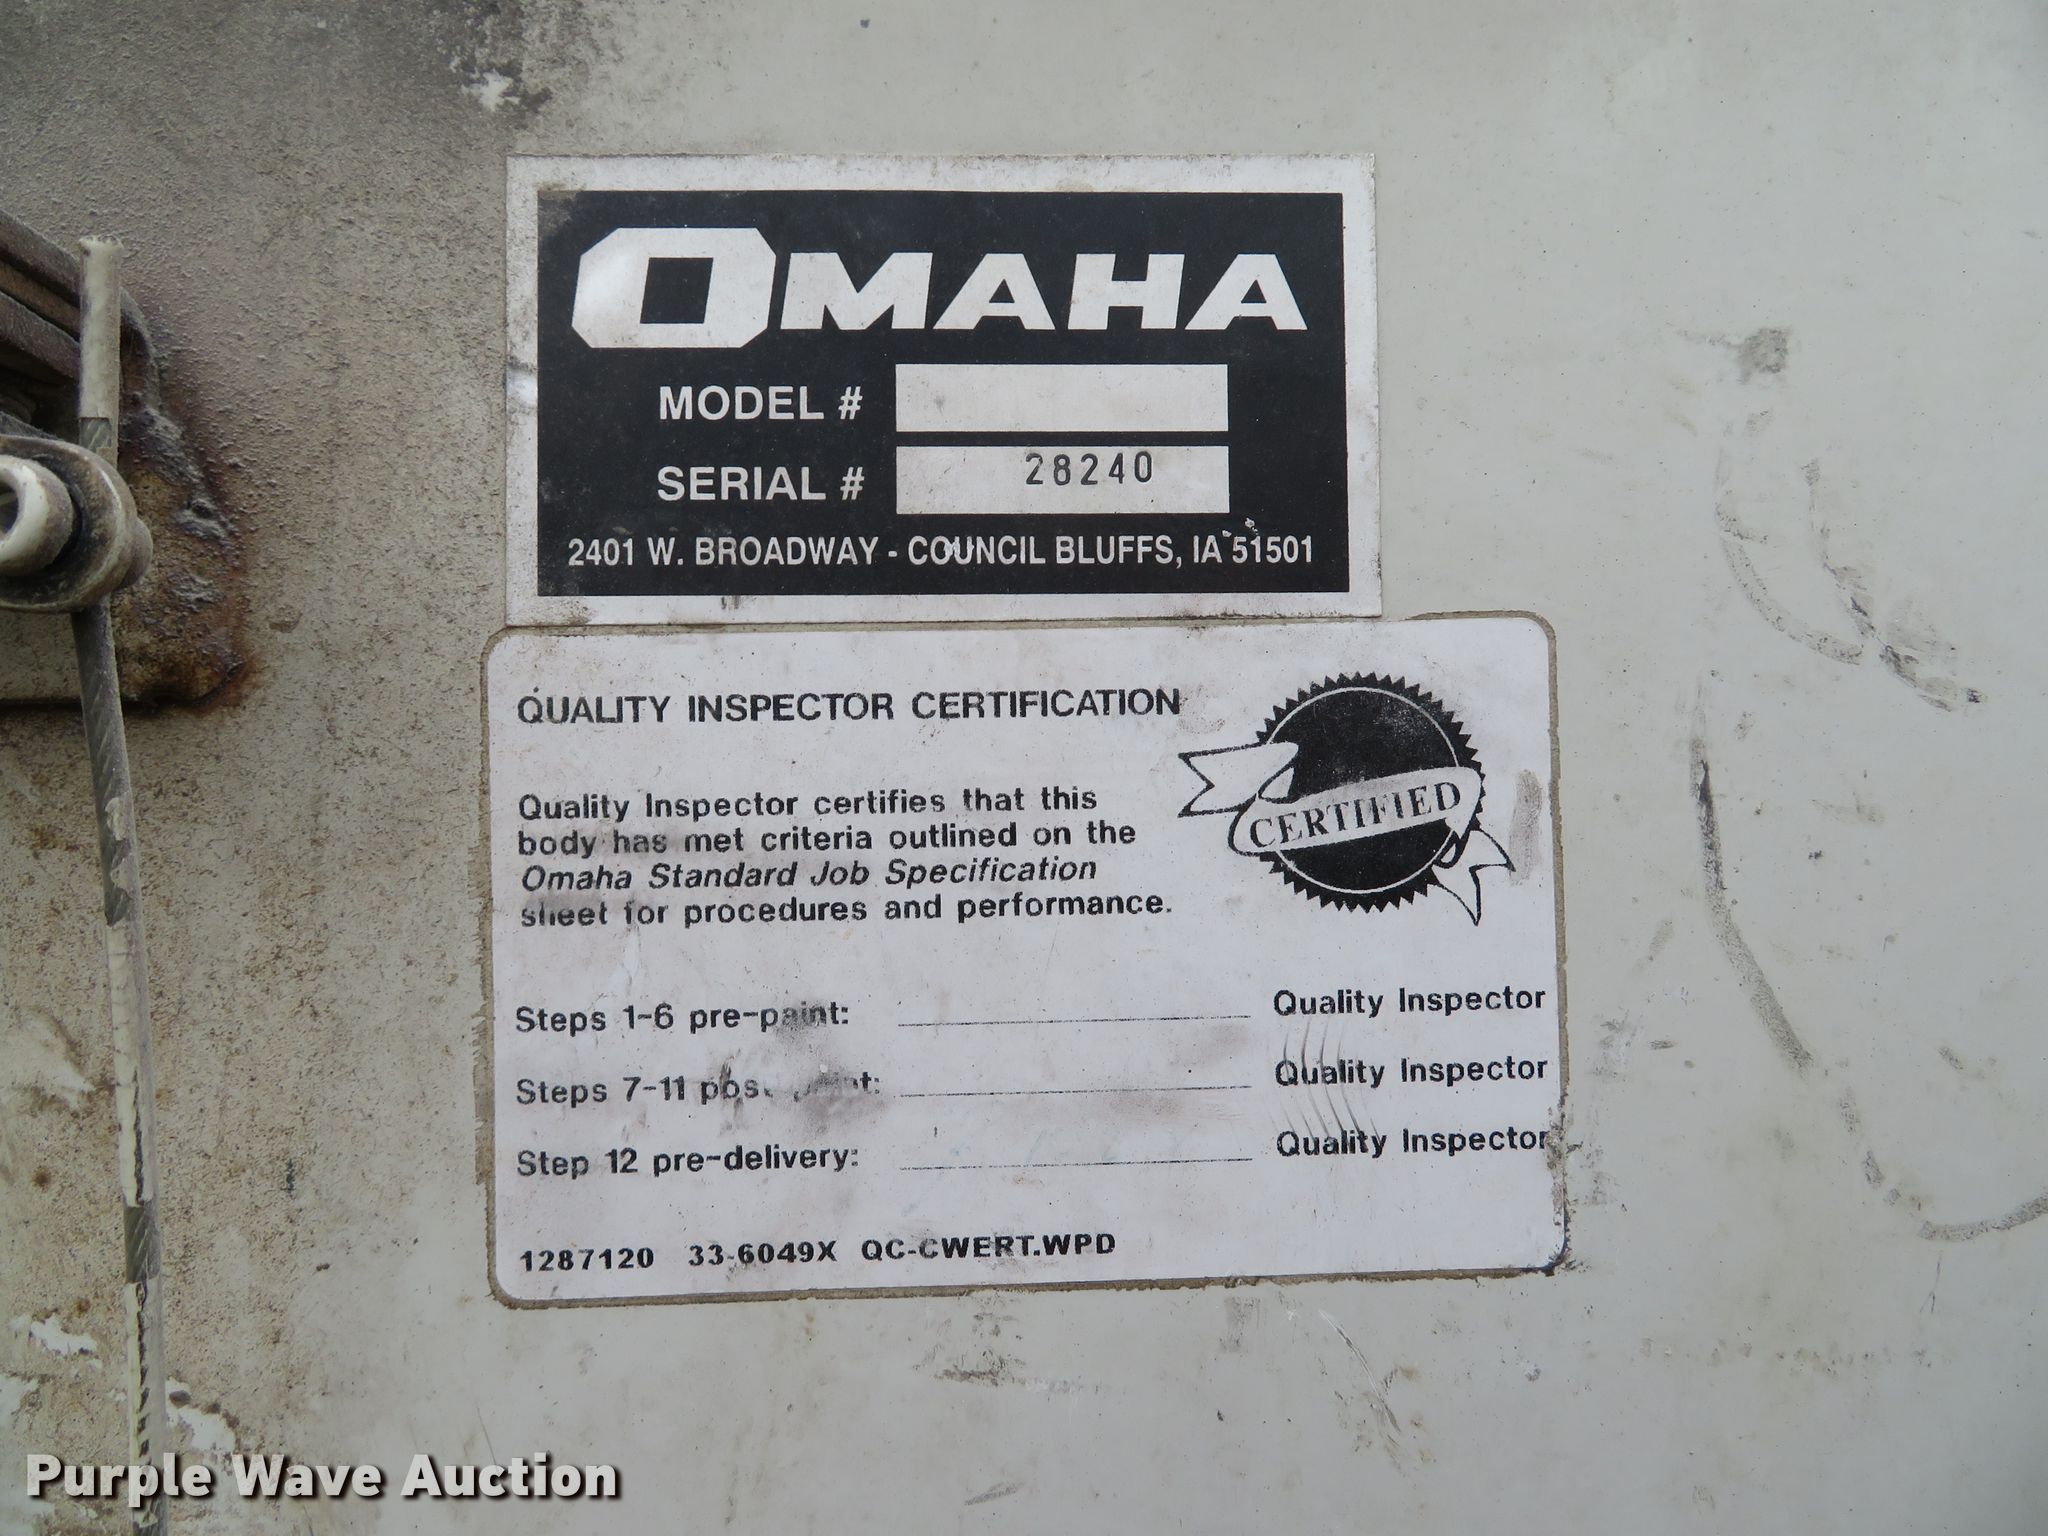 OMAHA
MODEL #
SERIAL # 28240
2401 W. BROADWAY - COUNCIL BLUFFS, IA 51501
QUALITY INSPECTOR CERTIFICATION
Quality Inspector certifies that this
body has met criteria outlined on the
Omaha Standard Job Specification
sheet for procedures and performance.
CERTIFIED
Steps 1-6 pre-paint: Quality Inspector
Steps 7-11 post-paint: Quality Inspector
Step 12 pre-delivery: Quality Inspector
1287120 33-6049X QC-CWERT.WPD
Purple Wave Auction